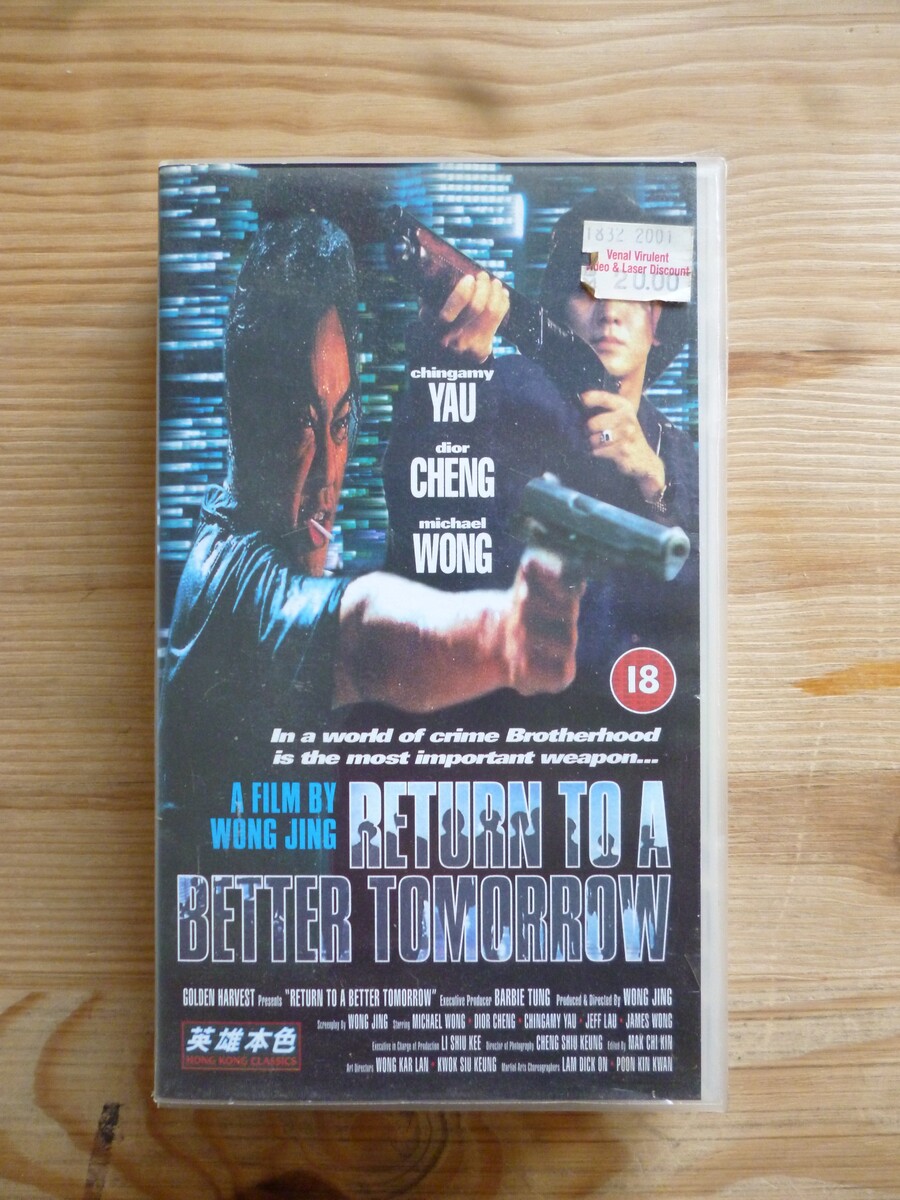 1832 2001
Venal Virulent
Video & Laser Discount
20.00
chingamy
YAU
dior
CHENG
michael
WONG
18
In a world of crime Brotherhood
is the most important weapon...
A FILM BY
WONG JING
RETURN TO A
BETTER TOMORROW
GOLDEN HARVEST Presents "RETURN TO A BETTER TOMORROW" Executive Producer BARBIE TUNG Produced & Directed By WONG JING
Screenplay By WONG JING Starring MICHAEL WONG • DIOR CHENG • CHINGAMY YAU • JEFF LAU • JAMES WONG
Executive in Charge of Production LI SHIU KEE Director of Photography CHENG SHIU KEUNG Edited By MAK CHI KIN
Art Directors WONG KAR LAN • KWOK SIU KEUNG Martial Arts Choreographers LAM DICK ON • POON KIN KWAN
英雄本色
HONG KONG CLASSICS